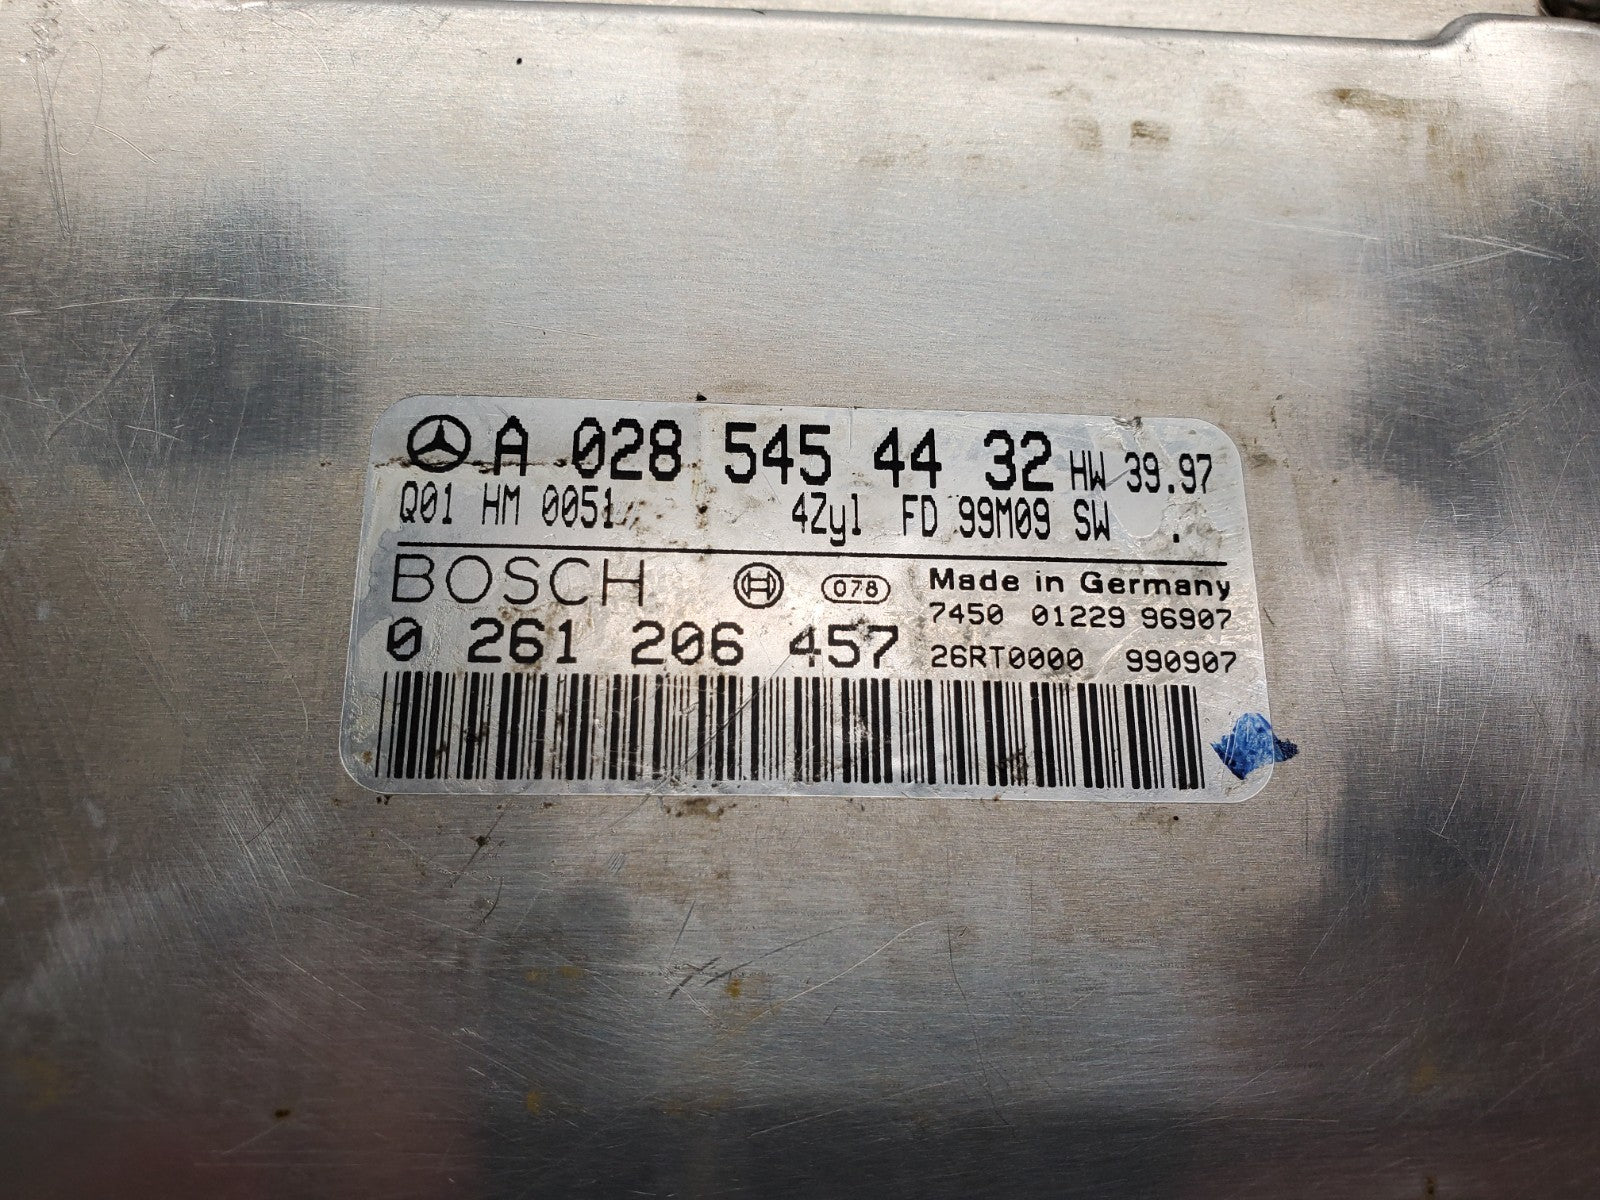 A 028 545 44 32 HW 39.97
Q01 HM 0051 4Zyl FD 99M09 SW .
BOSCH 078 Made in Germany
7450 01229 96907
0 261 206 457 26RT0000 990907